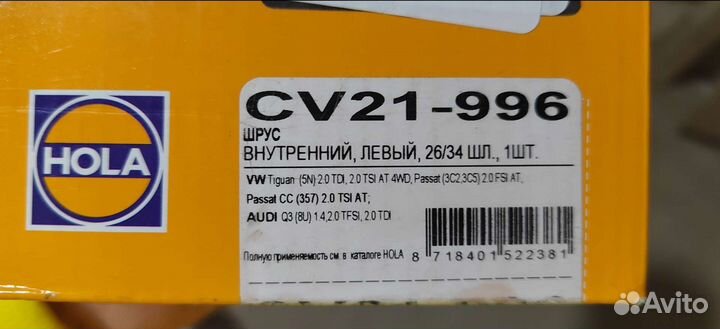 HOLA
CV21-996
ШРУС
ВНУТРЕННИЙ, ЛЕВЫЙ, 26/34 ШЛ., 1ШТ.
VW Tiguan (5N) 2.0 TDI, 2.0 TSI AT 4WD, Passat (3C2,3C5) 2.0 FSI AT,
Passat CC (357) 2.0 TSI AT;
AUDI Q3 (8U) 1.4,2.0 TFSI, 2.0 TDI
Полную применяемость см. в каталоге HOLA
8 718401 522381
Avito